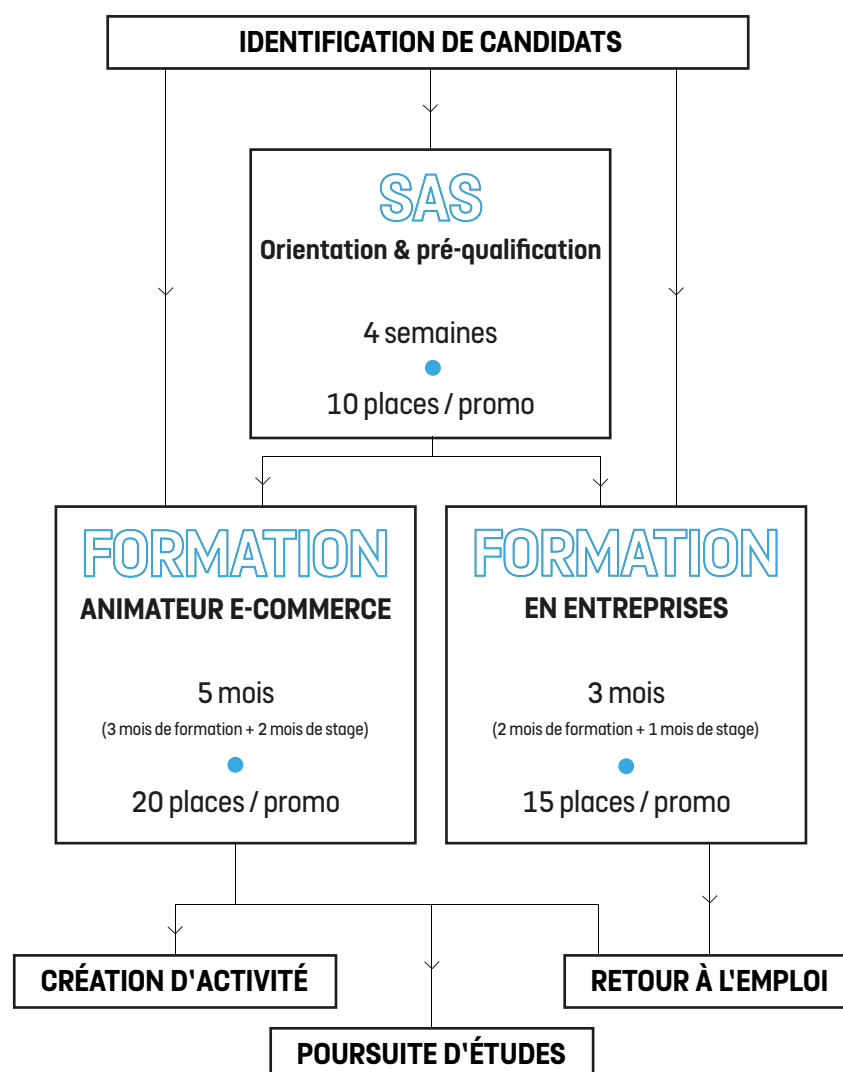 IDENTIFICATION DE CANDIDATS
SAS
Orientation & pré-qualification
4 semaines
10 places / promo
FORMATION
ANIMATEUR E-COMMERCE
5 mois
(3 mois de formation + 2 mois de stage)
20 places / promo
FORMATION
EN ENTREPRISES
3 mois
(2 mois de formation + 1 mois de stage)
15 places / promo
CRÉATION D'ACTIVITÉ
RETOUR À L'EMPLOI
POURSUITE D'ÉTUDES